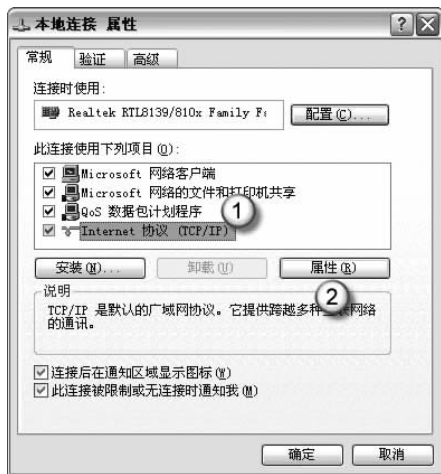 本地连接 属性
常规 验证 高级
连接时使用:
Realtek RTL8139/810x Family F
配置(C)...
此连接使用下列项目(O):
Microsoft 网络客户端
Microsoft 网络的文件和打印机共享
QoS 数据包计划程序
1
Internet 协议 (TCP/IP)
安装(N)... 卸载(U) 属性(R)
说明
2
TCP/IP 是默认的广域网协议。它提供跨越多种 网络
的通讯。
连接后在通知区域显示图标(W)
此连接被限制或无连接时通知我(M)
确定 取消